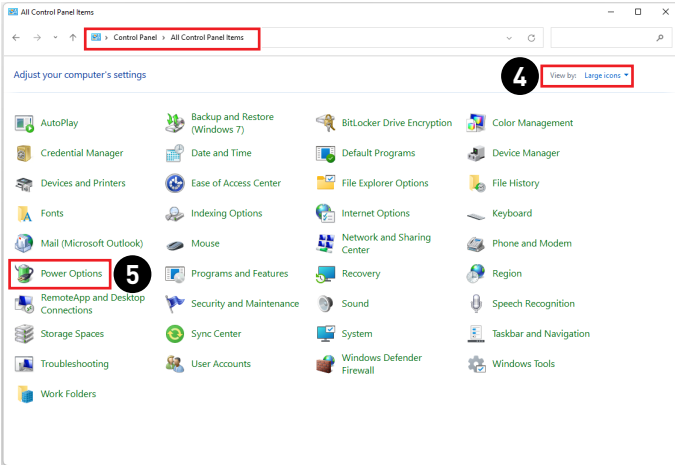 All Control Panel Items
Control Panel > All Control Panel Items
Adjust your computer's settings
4
View by: Large icons
AutoPlay
Backup and Restore
(Windows 7)
BitLocker Drive Encryption
Color Management
Credential Manager
Date and Time
Default Programs
Device Manager
Devices and Printers
Ease of Access Center
File Explorer Options
File History
Fonts
Indexing Options
Internet Options
Keyboard
Mail (Microsoft Outlook)
Mouse
Network and Sharing
Center
Phone and Modem
Power Options
5
Programs and Features
Recovery
Region
RemoteApp and Desktop
Connections
Security and Maintenance
Sound
Speech Recognition
Storage Spaces
Sync Center
System
Taskbar and Navigation
Troubleshooting
User Accounts
Windows Defender
Firewall
Windows Tools
Work Folders